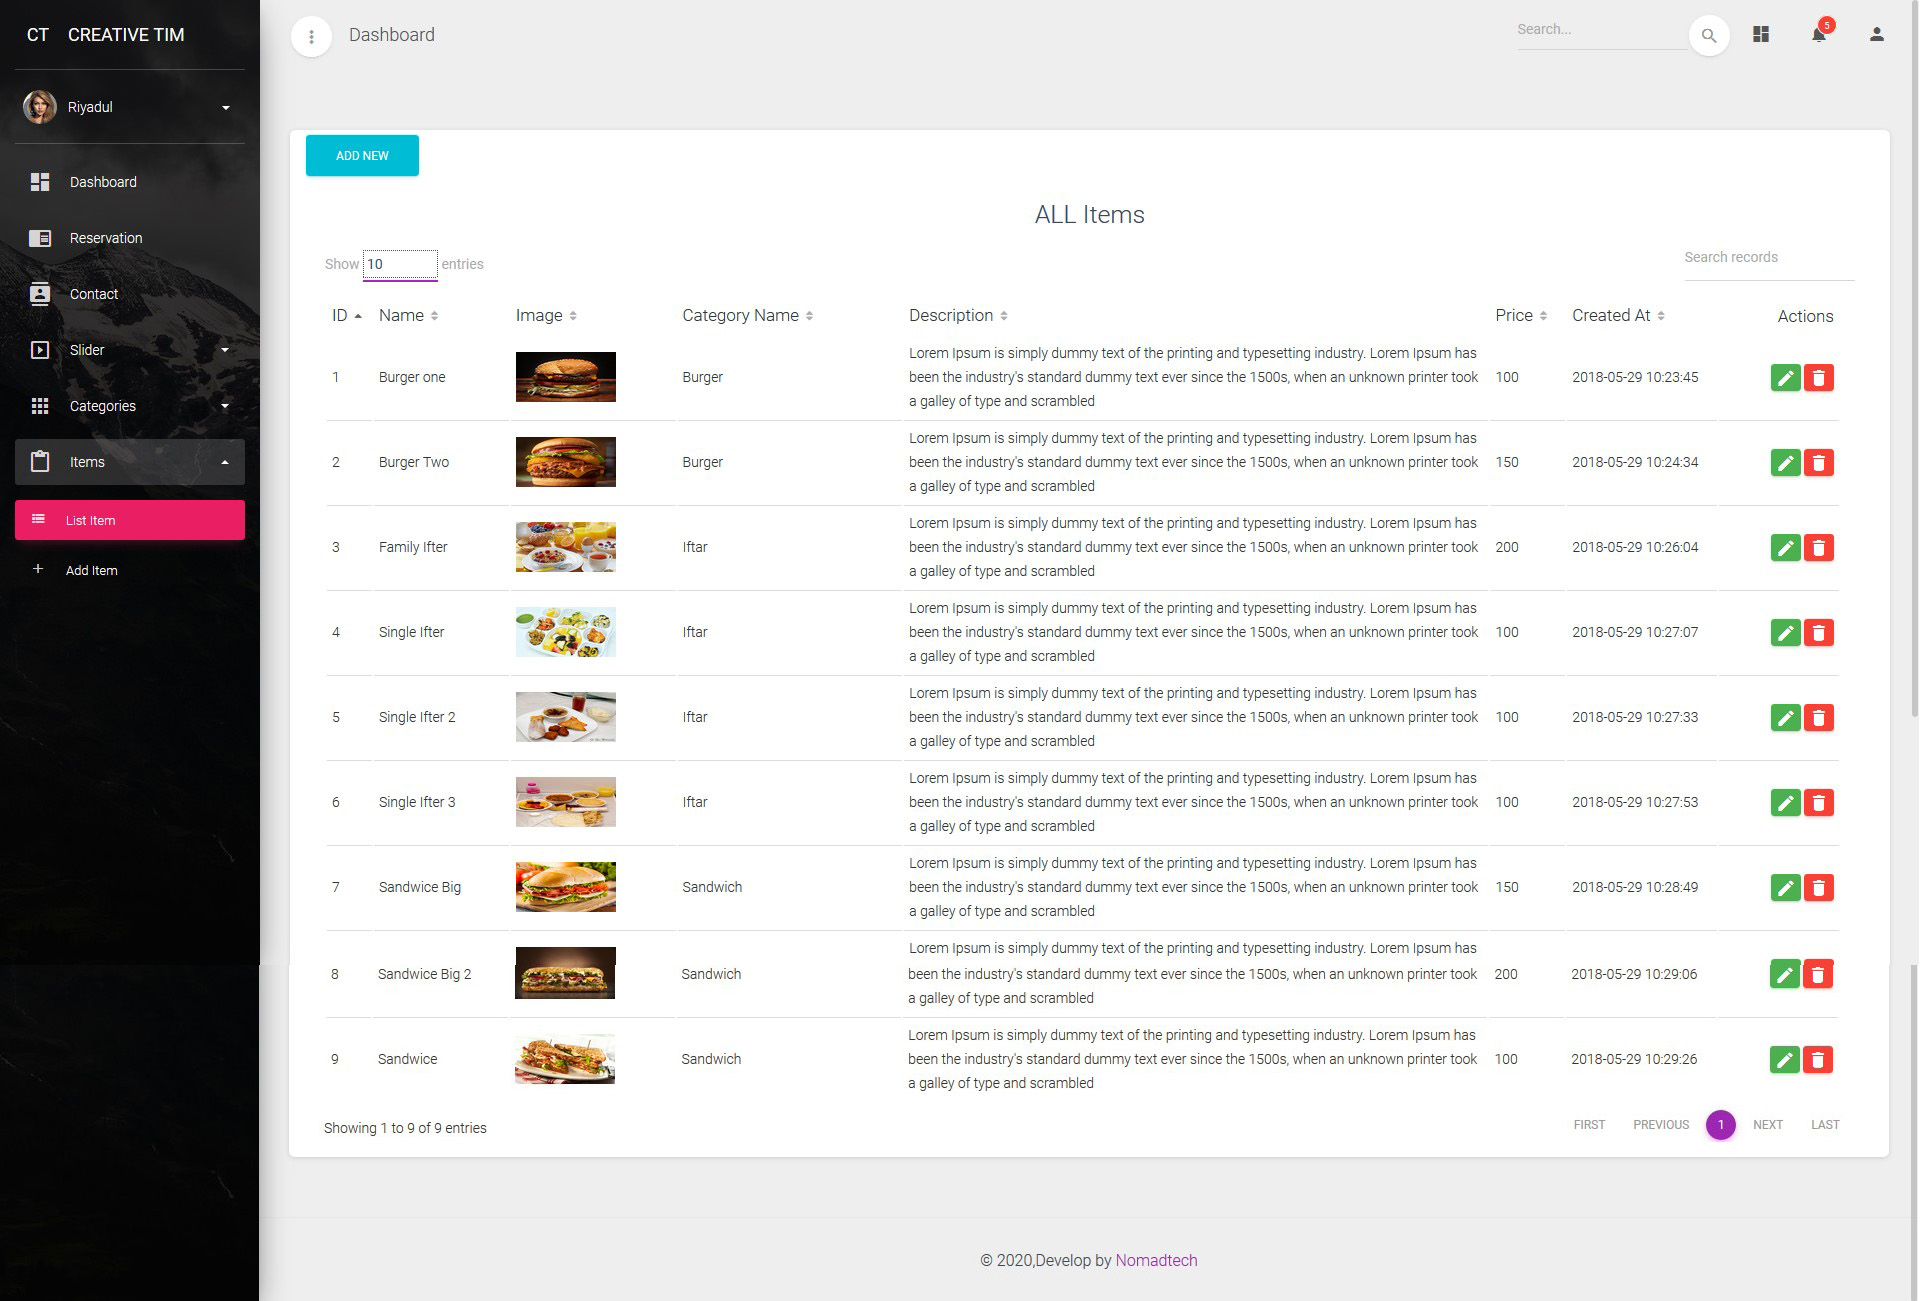 CT CREATIVE TIM
Riyadul
Dashboard
Reservation
Contact
Slider
Categories
Items
List Item
Add Item
Dashboard
Search...
5
ADD NEW
ALL Items
Show 10 entries
Search records
ID Name Image Category Name Description Price Created At Actions
1 Burger one Burger Lorem Ipsum is simply dummy text of the printing and typesetting industry. Lorem Ipsum has
been the industry's standard dummy text ever since the 1500s, when an unknown printer took
a galley of type and scrambled 100 2018-05-29 10:23:45
2 Burger Two Burger Lorem Ipsum is simply dummy text of the printing and typesetting industry. Lorem Ipsum has
been the industry's standard dummy text ever since the 1500s, when an unknown printer took
a galley of type and scrambled 150 2018-05-29 10:24:34
3 Family Ifter Iftar Lorem Ipsum is simply dummy text of the printing and typesetting industry. Lorem Ipsum has
been the industry's standard dummy text ever since the 1500s, when an unknown printer took
a galley of type and scrambled 200 2018-05-29 10:26:04
4 Single Ifter Iftar Lorem Ipsum is simply dummy text of the printing and typesetting industry. Lorem Ipsum has
been the industry's standard dummy text ever since the 1500s, when an unknown printer took
a galley of type and scrambled 100 2018-05-29 10:27:07
5 Single Ifter 2 Iftar Lorem Ipsum is simply dummy text of the printing and typesetting industry. Lorem Ipsum has
been the industry's standard dummy text ever since the 1500s, when an unknown printer took
a galley of type and scrambled 100 2018-05-29 10:27:33
6 Single Ifter 3 Iftar Lorem Ipsum is simply dummy text of the printing and typesetting industry. Lorem Ipsum has
been the industry's standard dummy text ever since the 1500s, when an unknown printer took
a galley of type and scrambled 100 2018-05-29 10:27:53
7 Sandwice Big Sandwich Lorem Ipsum is simply dummy text of the printing and typesetting industry. Lorem Ipsum has
been the industry's standard dummy text ever since the 1500s, when an unknown printer took
a galley of type and scrambled 150 2018-05-29 10:28:49
8 Sandwice Big 2 Sandwich Lorem Ipsum is simply dummy text of the printing and typesetting industry. Lorem Ipsum has
been the industry's standard dummy text ever since the 1500s, when an unknown printer took
a galley of type and scrambled 200 2018-05-29 10:29:06
9 Sandwice Sandwich Lorem Ipsum is simply dummy text of the printing and typesetting industry. Lorem Ipsum has
been the industry's standard dummy text ever since the 1500s, when an unknown printer took
a galley of type and scrambled 100 2018-05-29 10:29:26
Showing 1 to 9 of 9 entries
FIRST PREVIOUS 1 NEXT LAST
© 2020,Develop by Nomadtech